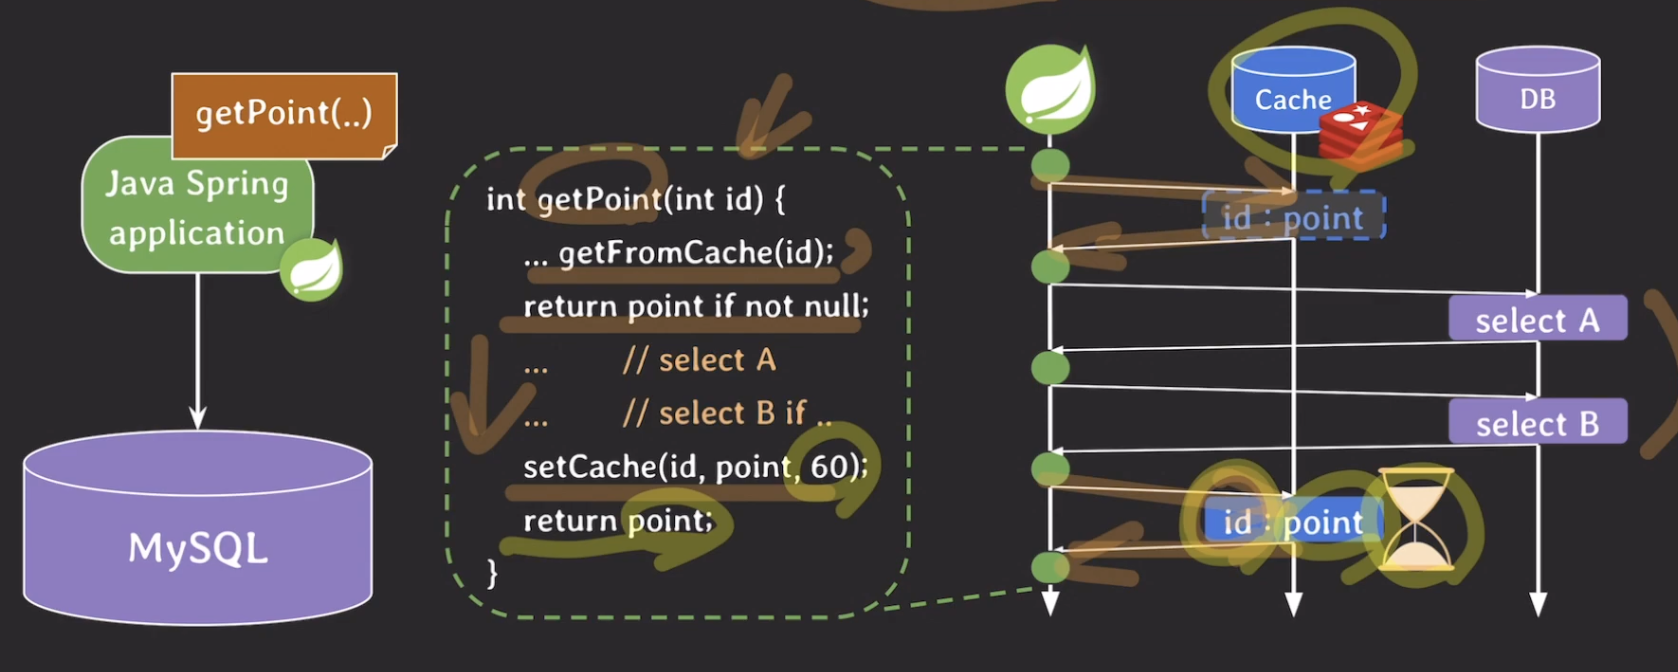 getPoint(..)
Java Spring
application
MySQL
int getPoint(int id) {
... getFromCache(id);
return point if not null;
... // select A
... // select B if ..
setCache(id, point, 60);
return point;
}
Cache
DB
id : point
select A
select B
id : point